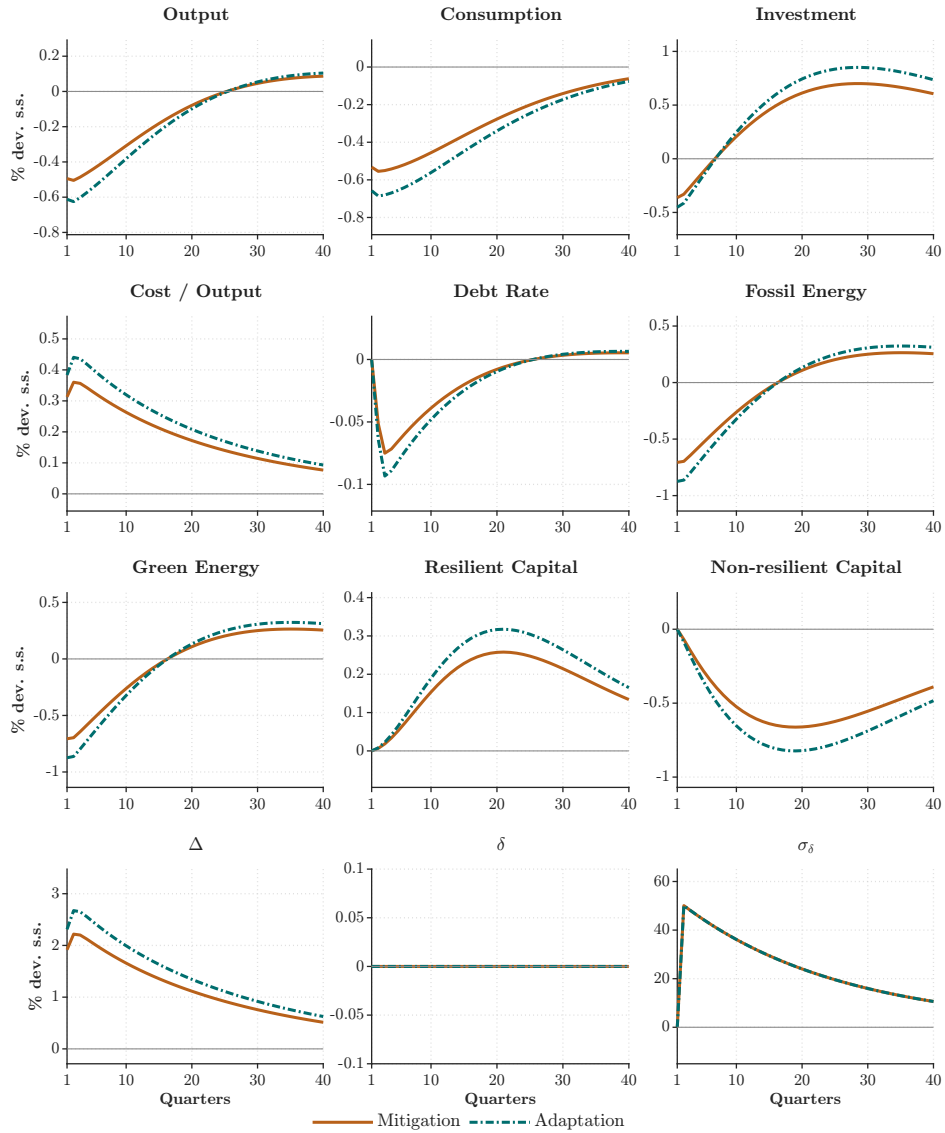 Output Consumption Investment
% dev. s.s.
0.2 0 -0.2 -0.4 -0.6 -0.8
1 10 20 30 40
0 -0.2 -0.4 -0.6 -0.8
1 10 20 30 40
1 0.5 0 -0.5
1 10 20 30 40
Cost / Output Debt Rate Fossil Energy
% dev. s.s.
0.5 0.4 0.3 0.2 0.1 0
1 10 20 30 40
0 -0.05 -0.1
1 10 20 30 40
0.5 0 -0.5 -1
1 10 20 30 40
Green Energy Resilient Capital Non-resilient Capital
% dev. s.s.
0.5 0 -0.5 -1
1 10 20 30 40
0.4 0.3 0.2 0.1 0
1 10 20 30 40
0 -0.5 -1
1 10 20 30 40
Δ δ σ_δ
% dev. s.s.
3 2 1 0
1 10 20 30 40
0.1 0.05 0 -0.05 -0.1
1 10 20 30 40
60 40 20 0
1 10 20 30 40
Quarters Quarters Quarters
Mitigation Adaptation